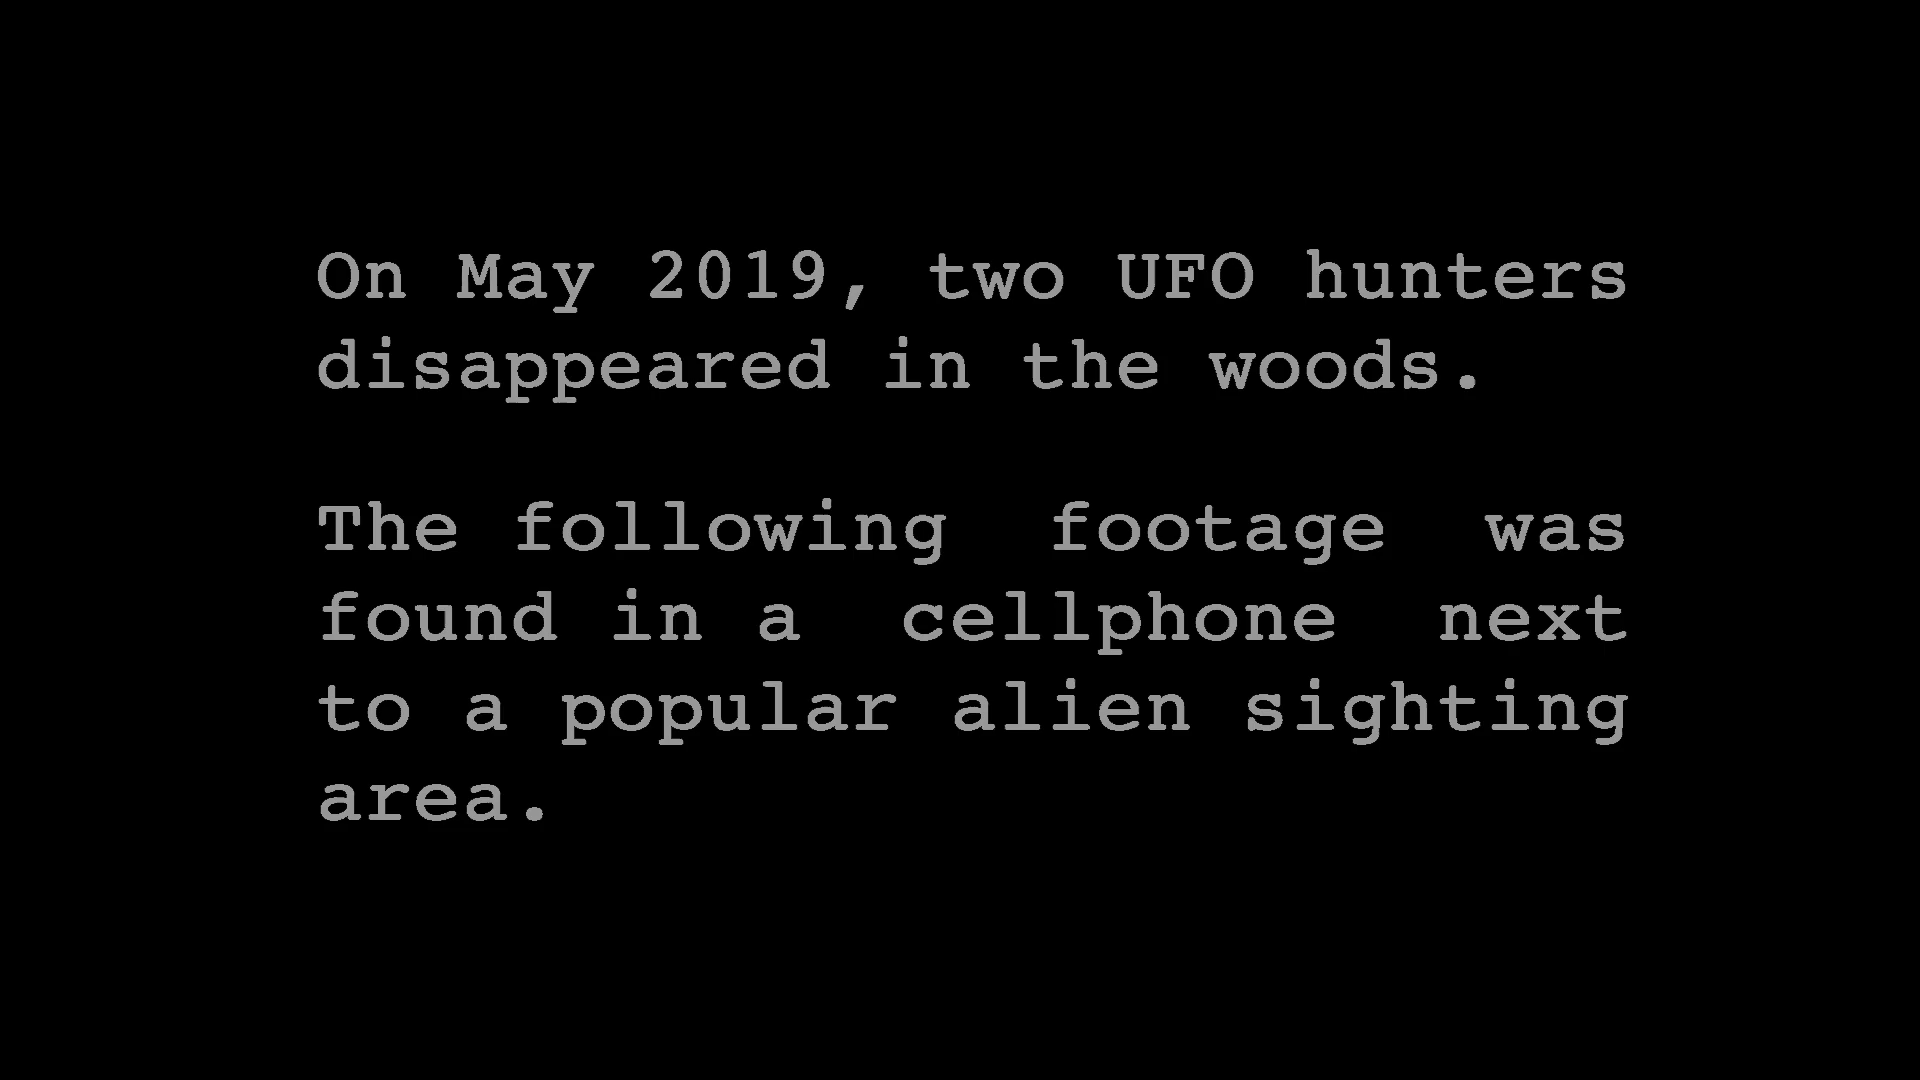 On May 2019, two UFO hunters
disappeared in the woods.
The following footage was
found in a cellphone next
to a popular alien sighting
area.